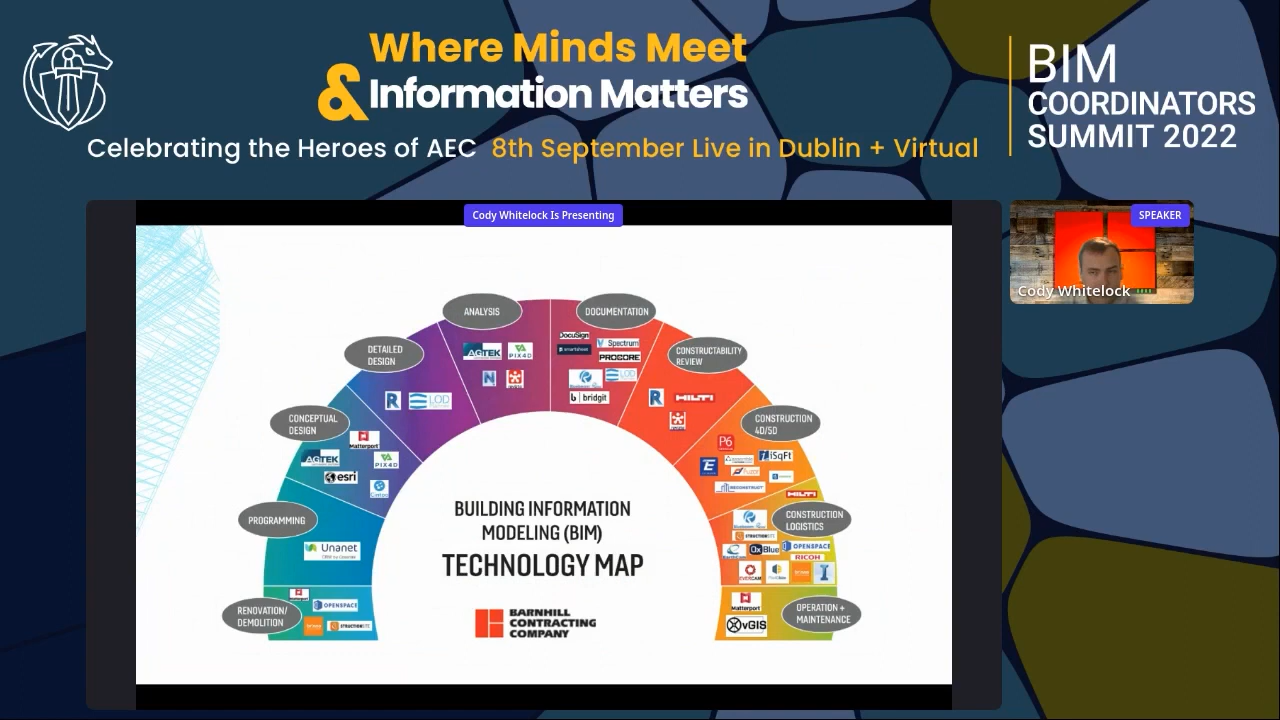 Where Minds Meet
& Information Matters
Celebrating the Heroes of AEC 8th September Live in Dublin + Virtual
BIM
COORDINATORS
SUMMIT 2022
Cody Whitelock Is Presenting
SPEAKER
Cody Whitelock
ANALYSIS
DOCUMENTATION
DocuSign
smartsheet
Spectrum
PROCORE
LOD
bridgit
DETAILED
DESIGN
AGTEK
PIX4D
N
R
LOD
CONSTRUCTABILITY
REVIEW
R
HILTI
CONCEPTUAL
DESIGN
Matterport
AGTEK
PIX4D
esri
CONSTRUCTION
4D/5D
P6
iSqFt
E
RECONSTRUCT
HILTI
PROGRAMMING
Unanet
CONSTRUCTION
LOGISTICS
STRUCTIONSITE
OxBlue
OPENSPACE
RICOH
EVERCAM
I
RENOVATION/
DEMOLITION
OPENSPACE
STRUCTIONSITE
OPERATION +
MAINTENANCE
Matterport
vGIS
BUILDING INFORMATION
MODELING (BIM)
TECHNOLOGY MAP
BARNHILL
CONTRACTING
COMPANY